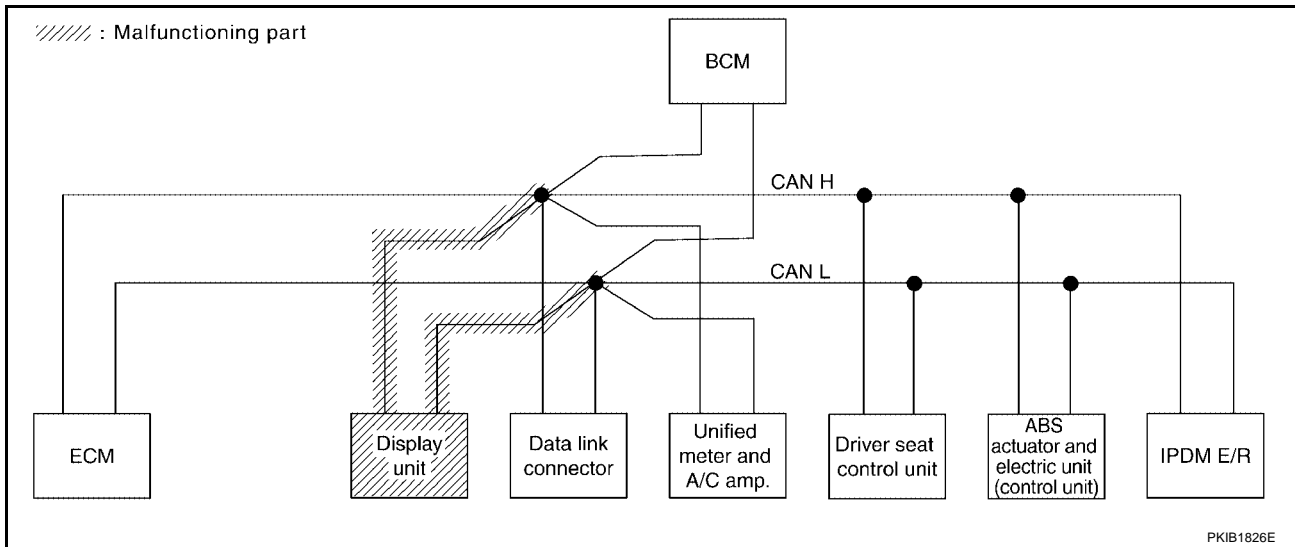 : Malfunctioning part
BCM
CAN H
CAN L
ECM
Display
unit
Data link
connector
Unified
meter and
A/C amp.
Driver seat
control unit
ABS
actuator and
electric unit
(control unit)
IPDM E/R
PKIB1826E